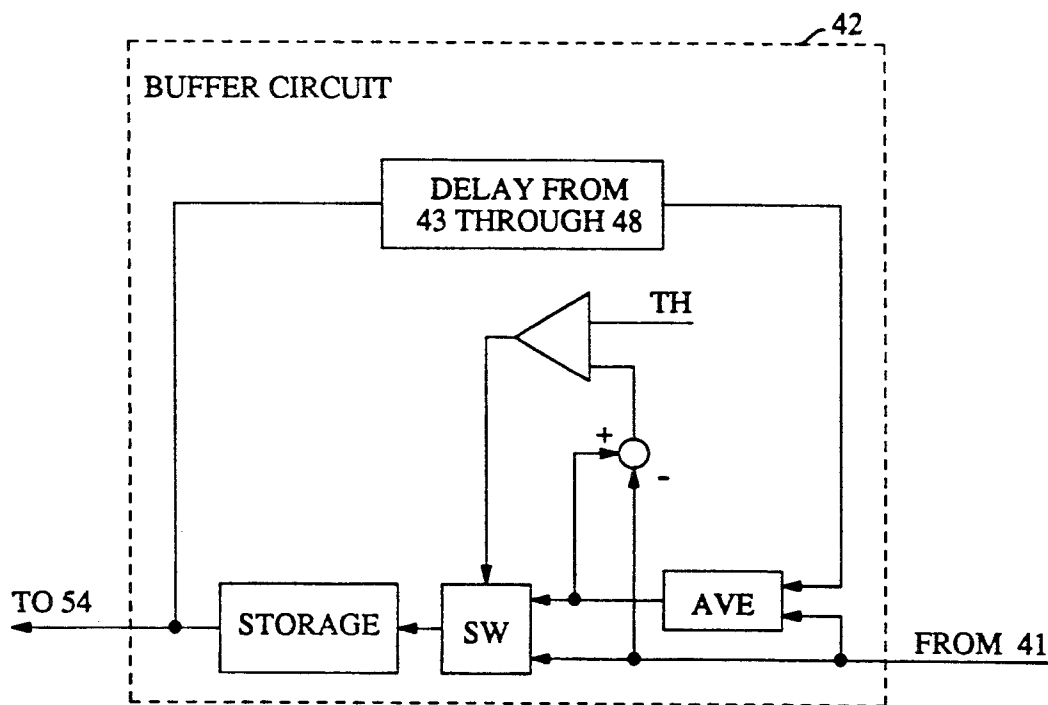 42
BUFFER CIRCUIT
DELAY FROM
43 THROUGH 48
TH
+
-
TO 54
STORAGE
SW
AVE
FROM 41